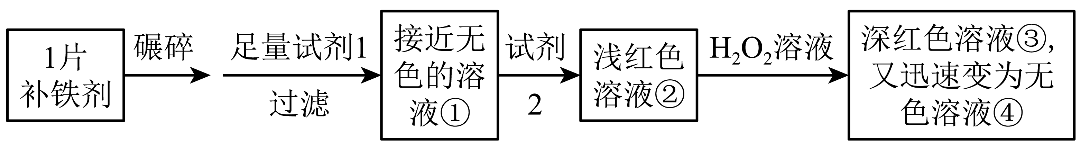 1片
补铁剂
碾碎
足量试剂1
过滤
接近无
色的溶
液①
试剂
2
浅红色
溶液②
H₂O₂溶液
深红色溶液③,
又迅速变为无
色溶液④